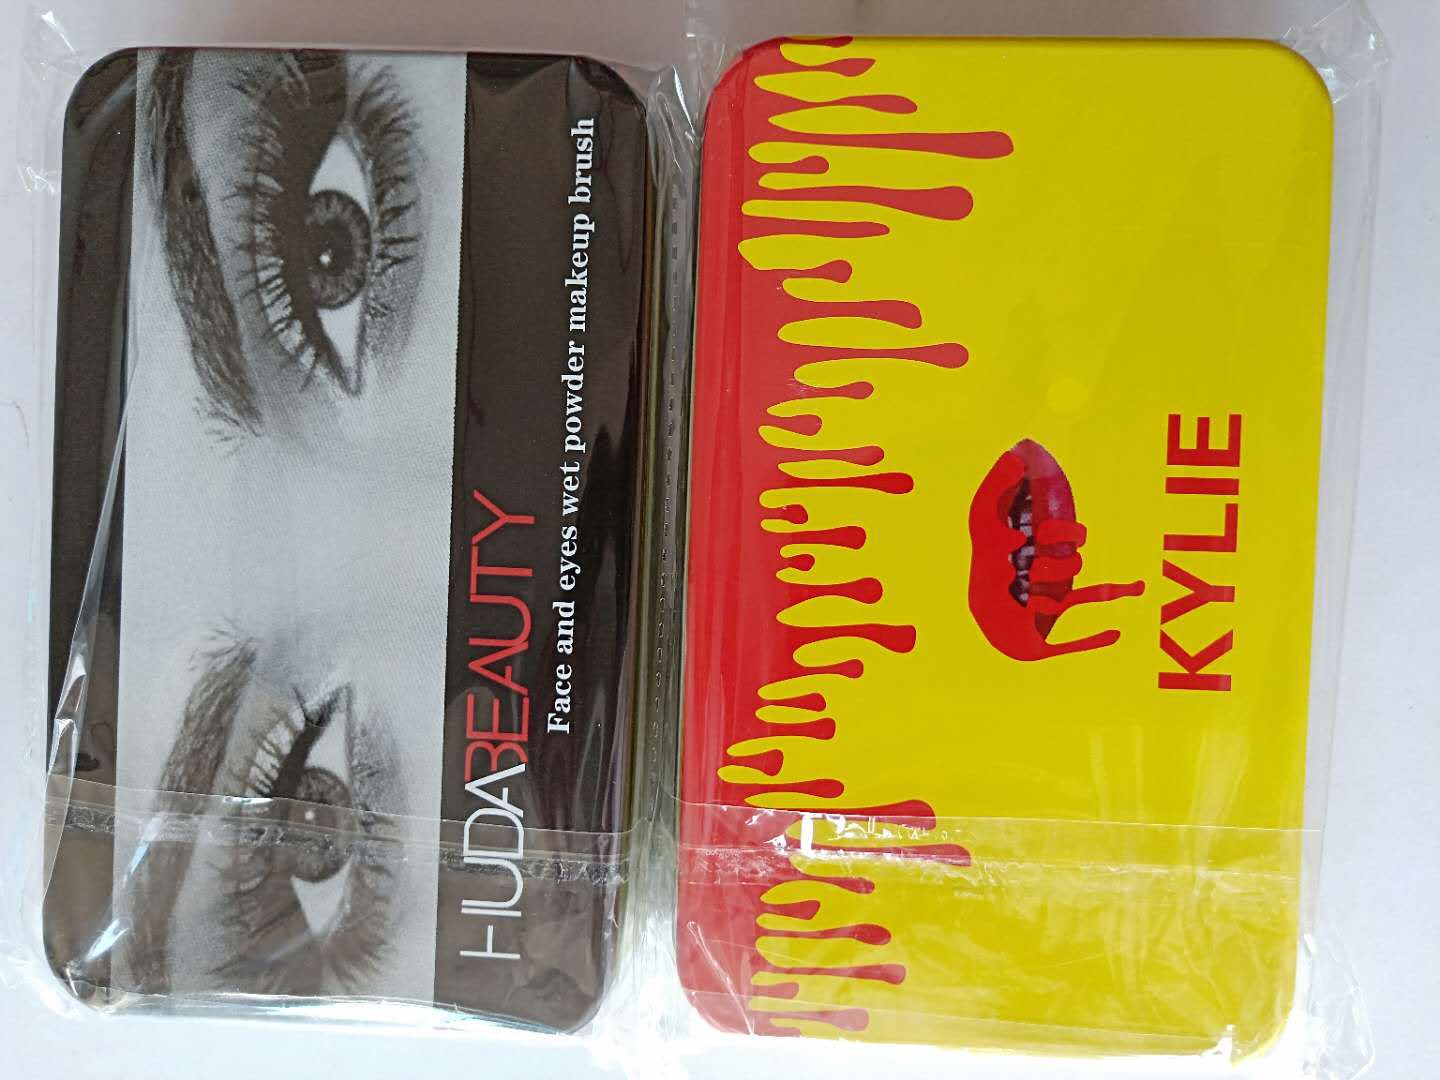 HUDABEAUTY
Face and eyes wet powder makeup brush
KYLIE